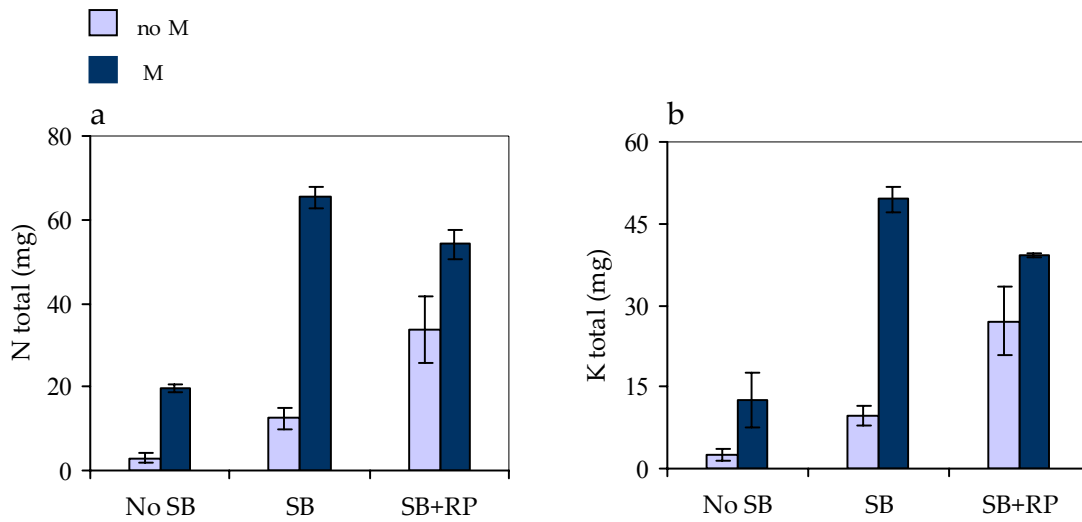 no M
M
a
80
60
40
20
0
N total (mg)
No SB SB SB+RP
b
60
45
30
15
0
K total (mg)
No SB SB SB+RP